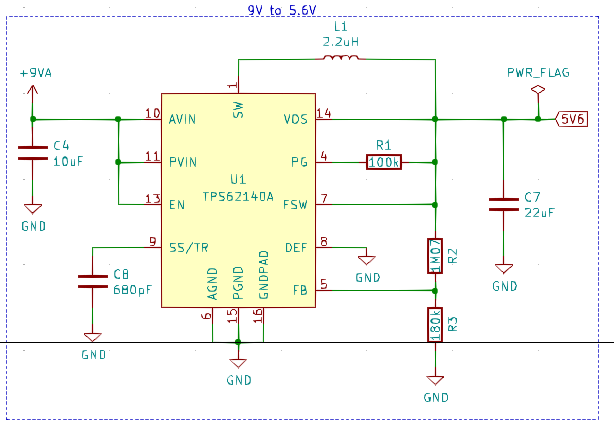 9V to 5.6V
L1
2.2uH
+9VA
PWR_FLAG
1
SW
10 AVIN
VOS 14
5V6
C4
10uF
R1
11 PVIN
PG 4
100k
U1
TPS62140A
13 EN
FSW 7
C7
22uF
GND
9 SS/TR
DEF 8
1M07
R2
GND
C8
680pF
GND
FB 5
AGND
PGND
GNDPAD
6
15
16
180k
R3
GND
GND
GND